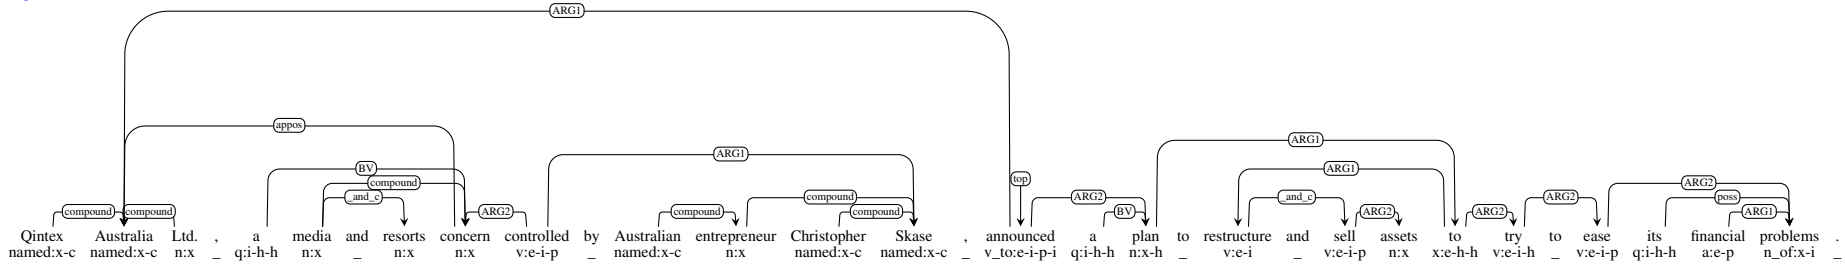 ARG1
appos
ARG1 ARG1
BV ARG1
compound top ARG2
_and_c compound ARG2 _and_c poss
compound compound ARG2 compound compound BV ARG2 ARG2 ARG2 ARG1
Qintex Australia Ltd. , a media and resorts concern controlled by Australian entrepreneur Christopher Skase , announced a plan to restructure and sell assets to try to ease its financial problems .
named:x-c named:x-c n:x _ q:i-h-h n:x _ n:x n:x v:e-i-p _ named:x-c n:x named:x-c named:x-c _ v_to:e-i-p-i q:i-h-h n:x-h _ v:e-i _ v:e-i-p n:x x:e-h-h v:e-i-h _ v:e-i-p q:i-h-h a:e-p n_of:x-i _